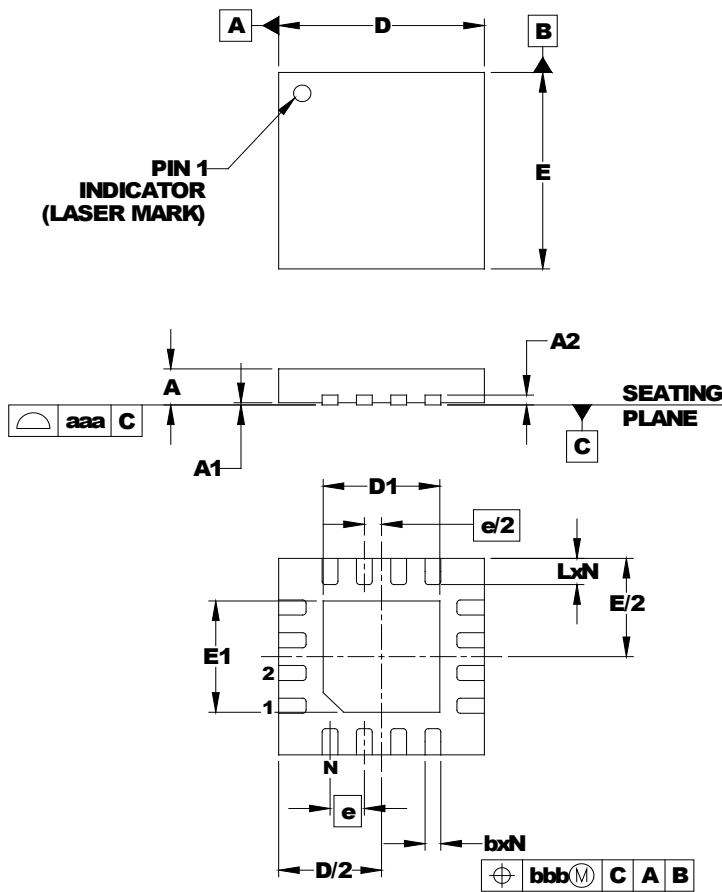 A
D
B
PIN 1
INDICATOR
(LASER MARK)
E
A2
A
SEATING
PLANE
aaa C
C
A1
D1
e/2
LxN
E/2
E1
2
1
N
e
bxN
D/2
bbb Ⓜ C A B